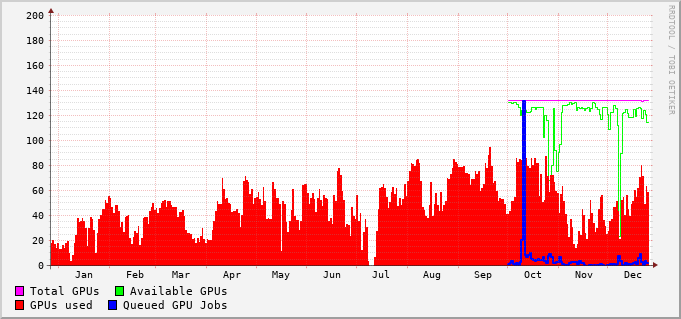 RRDTOOL / TOBI OETIKER
200
180
160
140
120
100
80
60
40
20
0
Jan Feb Mar Apr May Jun Jul Aug Sep Oct Nov Dec
Total GPUs Available GPUs
GPUs used Queued GPU Jobs